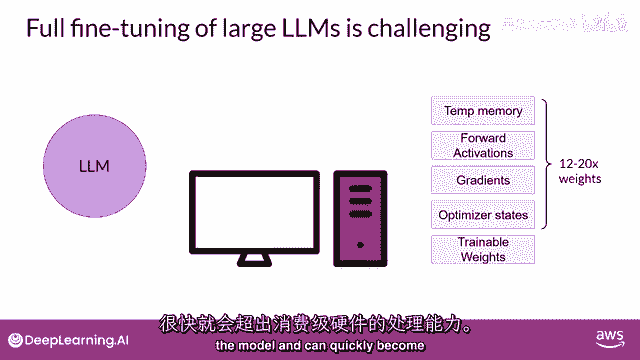 Full fine-tuning of large LLMs is challenging
LLM
Temp memory
Forward
Activations
Gradients
Optimizer states
Trainable
Weights
12-20x
weights
很快就会超出消费级硬件的处理能力。
the model and can quickly become
DeepLearning.AI
aws